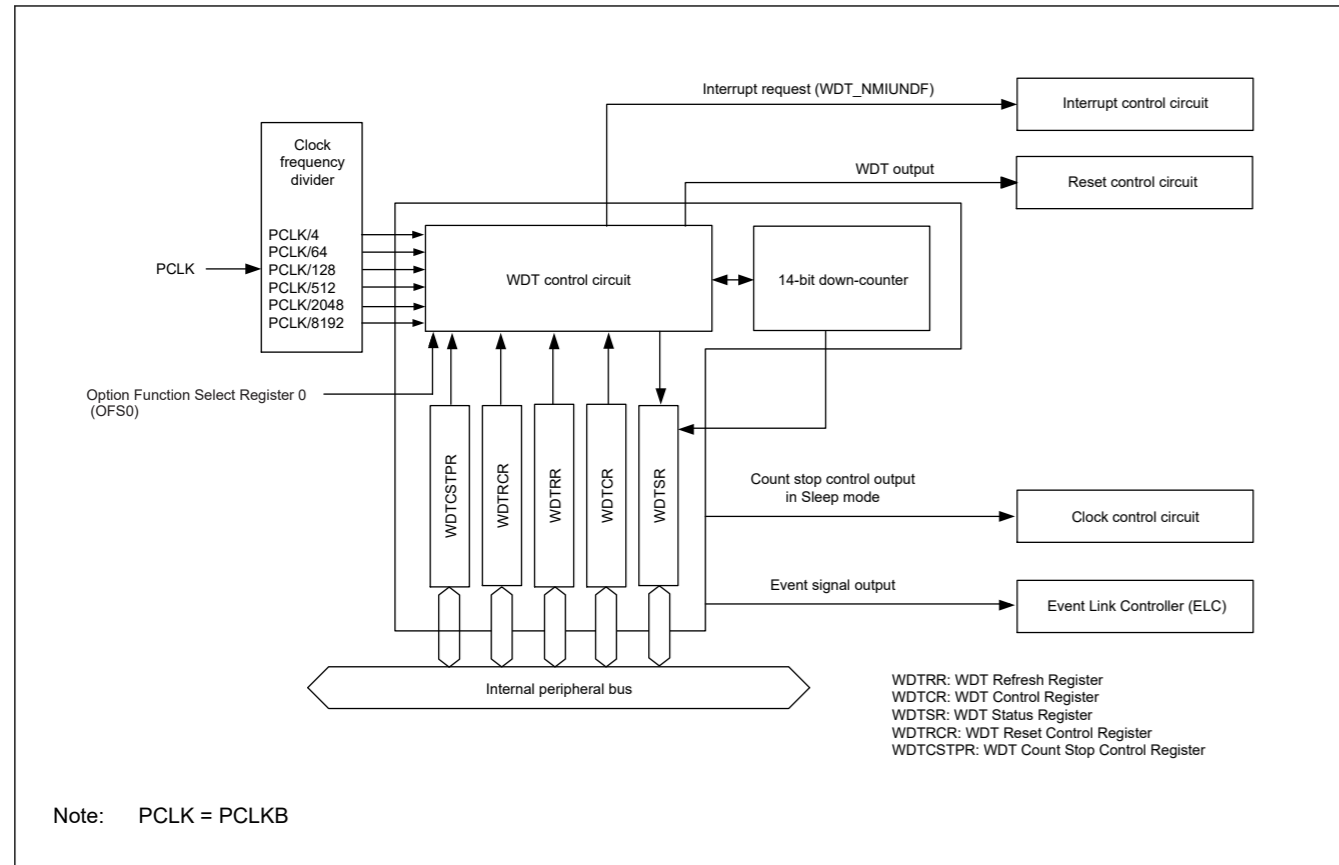 Interrupt request (WDT_NMIUNDF)
Interrupt control circuit
Clock
frequency
divider
WDT output
Reset control circuit
PCLK/4
PCLK/64
PCLK/128
PCLK/512
PCLK/2048
PCLK/8192
PCLK
WDT control circuit
14-bit down-counter
Option Function Select Register 0
(OFS0)
WDTCSTPR
WDTRCR
WDTRR
WDTCR
WDTSR
Count stop control output
in Sleep mode
Clock control circuit
Event signal output
Event Link Controller (ELC)
Internal peripheral bus
WDTRR: WDT Refresh Register
WDTCR: WDT Control Register
WDTSR: WDT Status Register
WDTRCR: WDT Reset Control Register
WDTCSTPR: WDT Count Stop Control Register
Note: PCLK = PCLKB